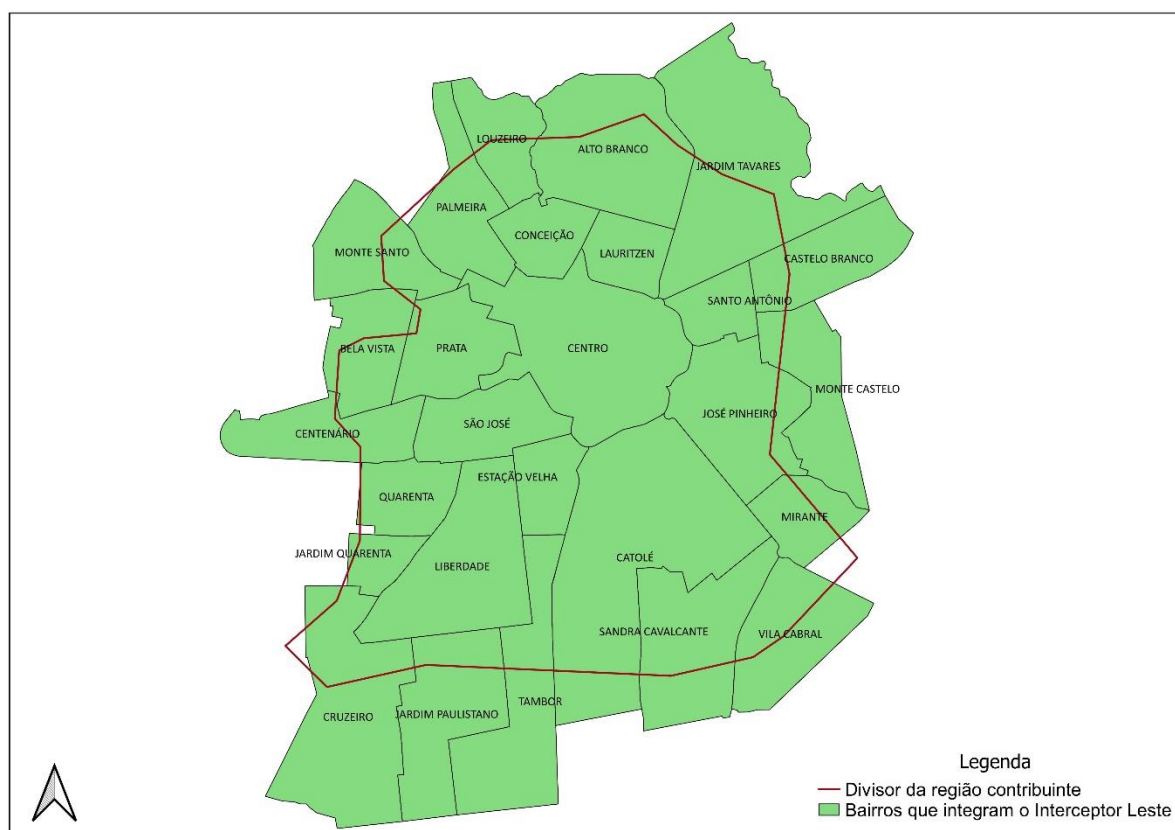 LOUZEIRO
ALTO BRANCO
JARDIM TAVARES
PALMEIRA
CONCEIÇÃO
LAURITZEN
MONTE SANTO
CASTELO BRANCO
SANTO ANTÔNIO
BELA VISTA
PRATA
CENTRO
MONTE CASTELO
JOSÉ PINHEIRO
CENTENÁRIO
SÃO JOSÉ
ESTAÇÃO VELHA
QUARENTA
MIRANTE
JARDIM QUARENTA
LIBERDADE
CATOLÉ
SANDRA CAVALCANTE
VILA CABRAL
TAMBOR
CRUZEIRO
JARDIM PAULISTANO
Legenda
Divisor da região contribuinte
Bairros que integram o Interceptor Leste